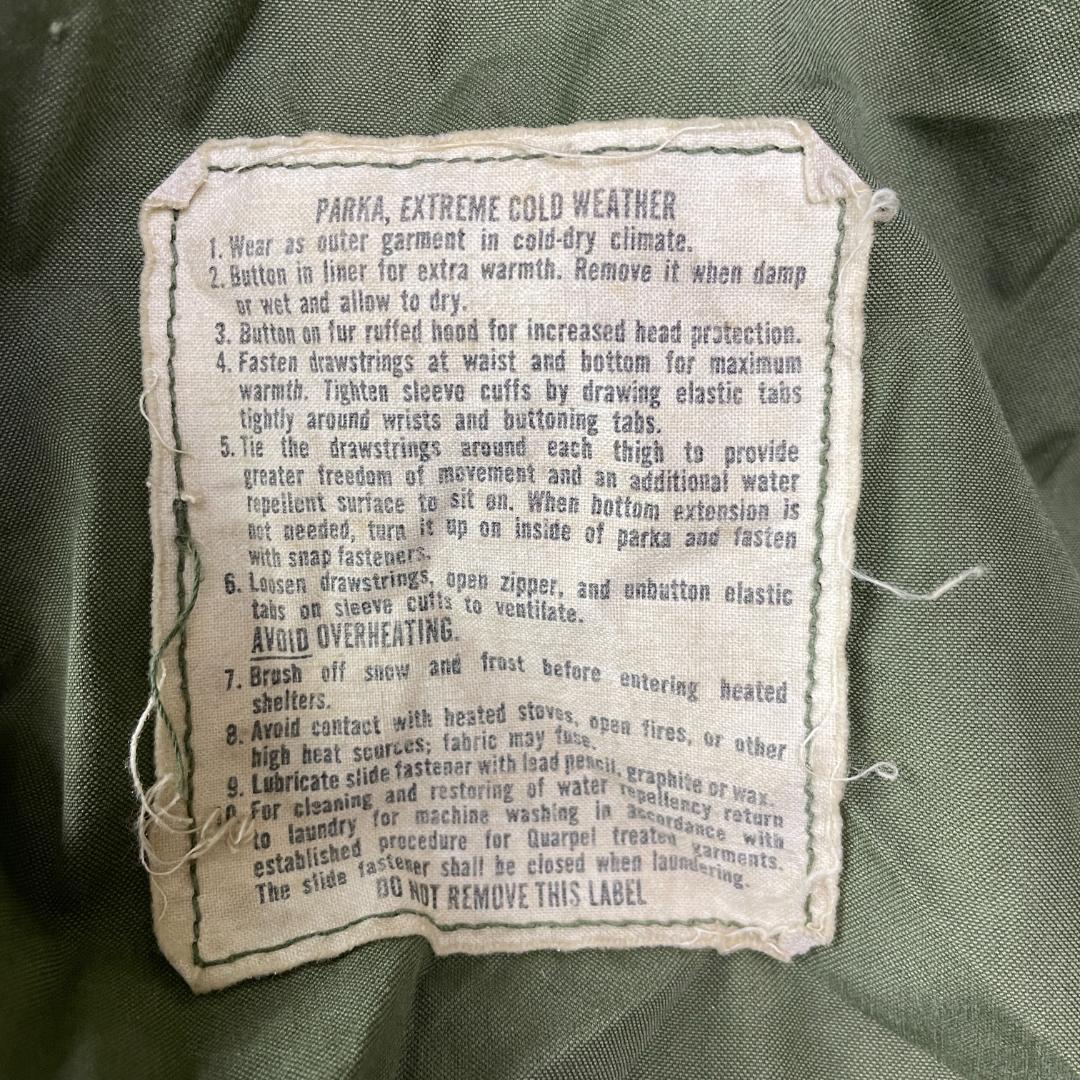 PARKA, EXTREME COLD WEATHER
1. Wear as outer garment in cold-dry climate.
2. Button in liner for extra warmth. Remove it when damp
or wet and allow to dry.
3. Button on fur ruffed hood for increased head protection.
4. Fasten drawstrings at waist and bottom for maximum
warmth. Tighten sleeve cuffs by drawing elastic tabs
tightly around wrists and buttoning tabs.
5. Tie the drawstrings around each thigh to provide
greater freedom of movement and an additional water
repellent surface to sit on. When bottom extension is
not needed, turn it up on inside of parka and fasten
with snap fasteners.
6. Loosen drawstrings, open zipper, and unbutton elastic
tabs on sleeve cuffs to ventilate.
AVOID OVERHEATING.
7. Brush off snow and frost before entering heated
shelters.
8. Avoid contact with heated stoves, open fires, or other
high heat sources; fabric may fuse.
9. Lubricate slide fastener with lead pencil, graphite or wax.
10. For cleaning and restoring of water repellency return
to laundry for machine washing in accordance with
established procedure for Quarpel treated garments.
The slide fastener shall be closed when laundering.
DO NOT REMOVE THIS LABEL